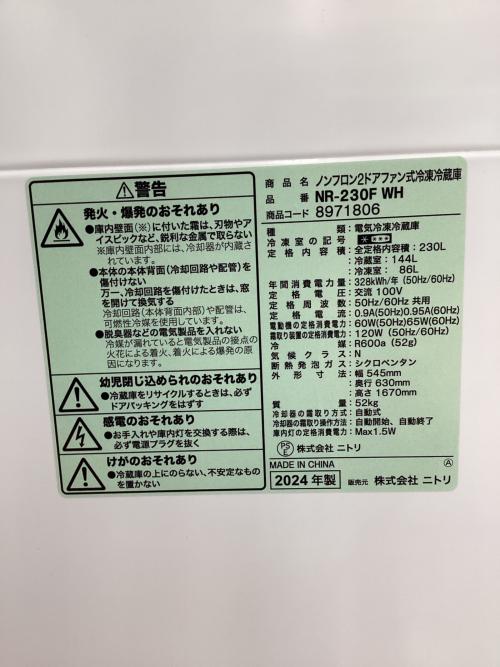 警告
発火・爆発のおそれあり
●庫内壁面(※)に付いた霜は、刃物やア
イスピックなど、鋭利な金属で取らない
※庫内壁面内部には、冷却器が内蔵さ
れています。
●本体の本体背面(冷却回路や配管)を
傷付けない
万一、冷却回路を傷付けたときは、窓
を開けて換気する
冷却回路(本体背面内部)や配管は、
可燃性冷媒を使用しています。
●脱臭器などの電気製品を入れない
冷媒が漏れていると電気製品の接点の
火花による着火、着火による爆発の原
因になります。
幼児閉じ込められのおそれあり
●冷蔵庫をリサイクルするときは、必ず
ドアパッキングをはずす
感電のおそれあり
●お手入れや庫内灯を交換する際は、
必ず電源プラグを抜く
けがのおそれあり
●冷蔵庫の上にのらない、不安定なもの
を置かない
商品名 ノンフロン2ドアファン式冷凍冷蔵庫
品番 NR-230F WH
商品コード 8971806
種類:電気冷凍冷蔵庫
冷凍室の記号:
定格内容積:全定格内容積:230L
冷蔵室:144L
冷凍室: 86L
年間消費電力量:328kWh/年(50Hz/60Hz)
定格電圧:交流 100V
定格周波数:50Hz/60Hz 共用
定格電流:0.9A(50Hz)0.95A(60Hz)
電動機の定格消費電力:60W(50Hz)65W(60Hz)
霜取り装置の定格消費電力:120W (50Hz/60Hz)
冷媒:R600a (52g)
気候クラス:N
断熱発泡ガス:シクロペンタン
外形寸法:幅 545mm
奥行 630mm
高さ 1670mm
質量:52kg
冷却器の霜取り方式:自動式
冷却器の霜取り操作方法:自動開始、自動終了
庫内灯の定格消費電力:Max1.5W
PSE 株式会社 ニトリ
MADE IN CHINA Ⓐ
2024 年製 販売元 株式会社 ニトリ